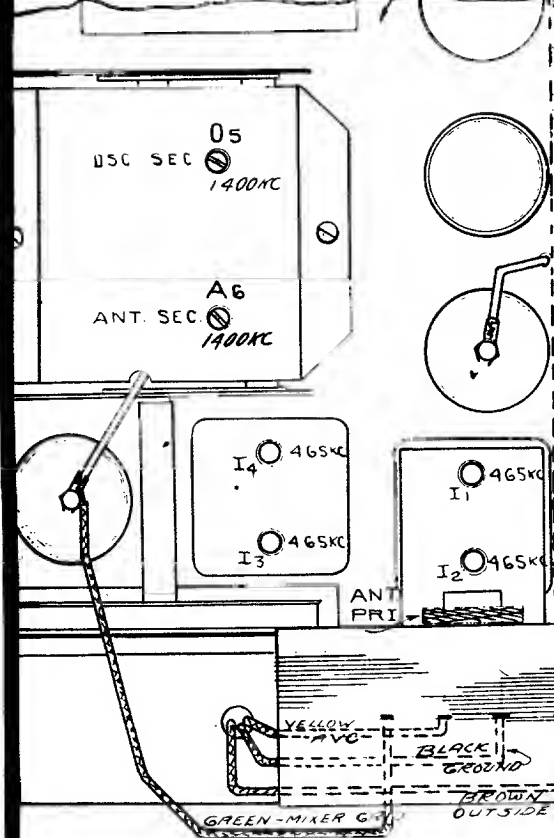 O5
OSC SEC
1400KC
A6
ANT. SEC.
1400KC
I4 465KC
I1 465KC
I3 465KC
I2 465KC
ANT
PRI
YELLOW
AVC
BLACK
GROUND
BROWN
OUTSIDE
GREEN-MIXER G